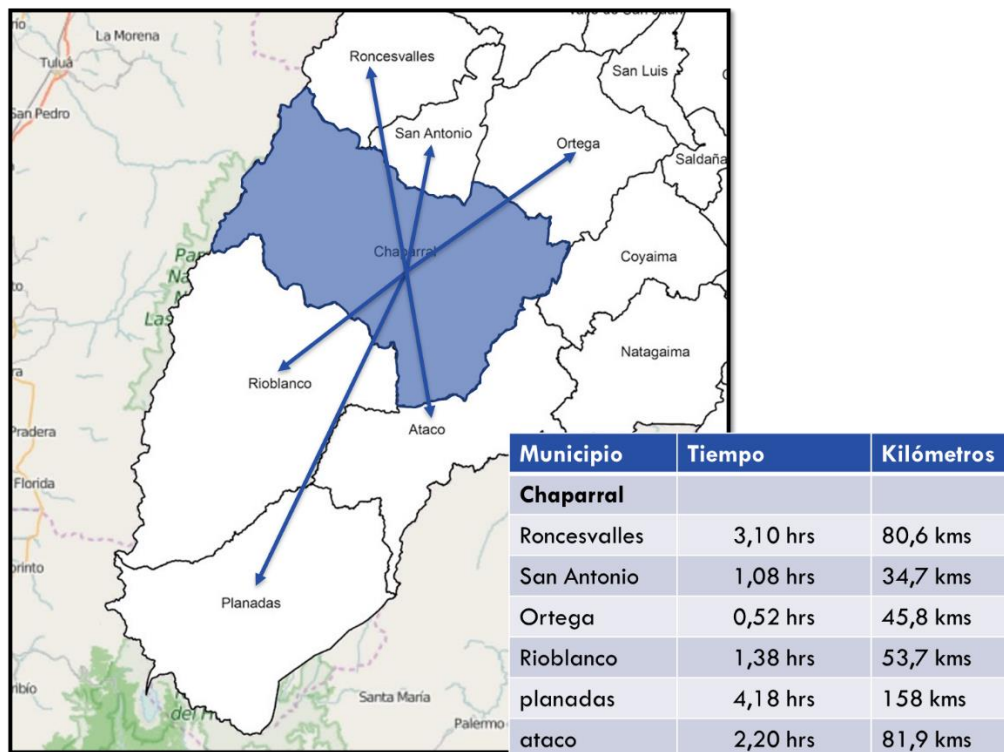 La Morena
Tuluá
San Pedro
Roncesvalles
San Antonio
San Luis
Ortega
Saldaña
Chaparral
Coyaima
Natagaima
Rioblanco
Ataco
Pradera
Florida
Planadas
Santa María
Palermo
Municipio Tiempo Kilómetros
Chaparral
Roncesvalles 3,10 hrs 80,6 kms
San Antonio 1,08 hrs 34,7 kms
Ortega 0,52 hrs 45,8 kms
Rioblanco 1,38 hrs 53,7 kms
planadas 4,18 hrs 158 kms
ataco 2,20 hrs 81,9 kms